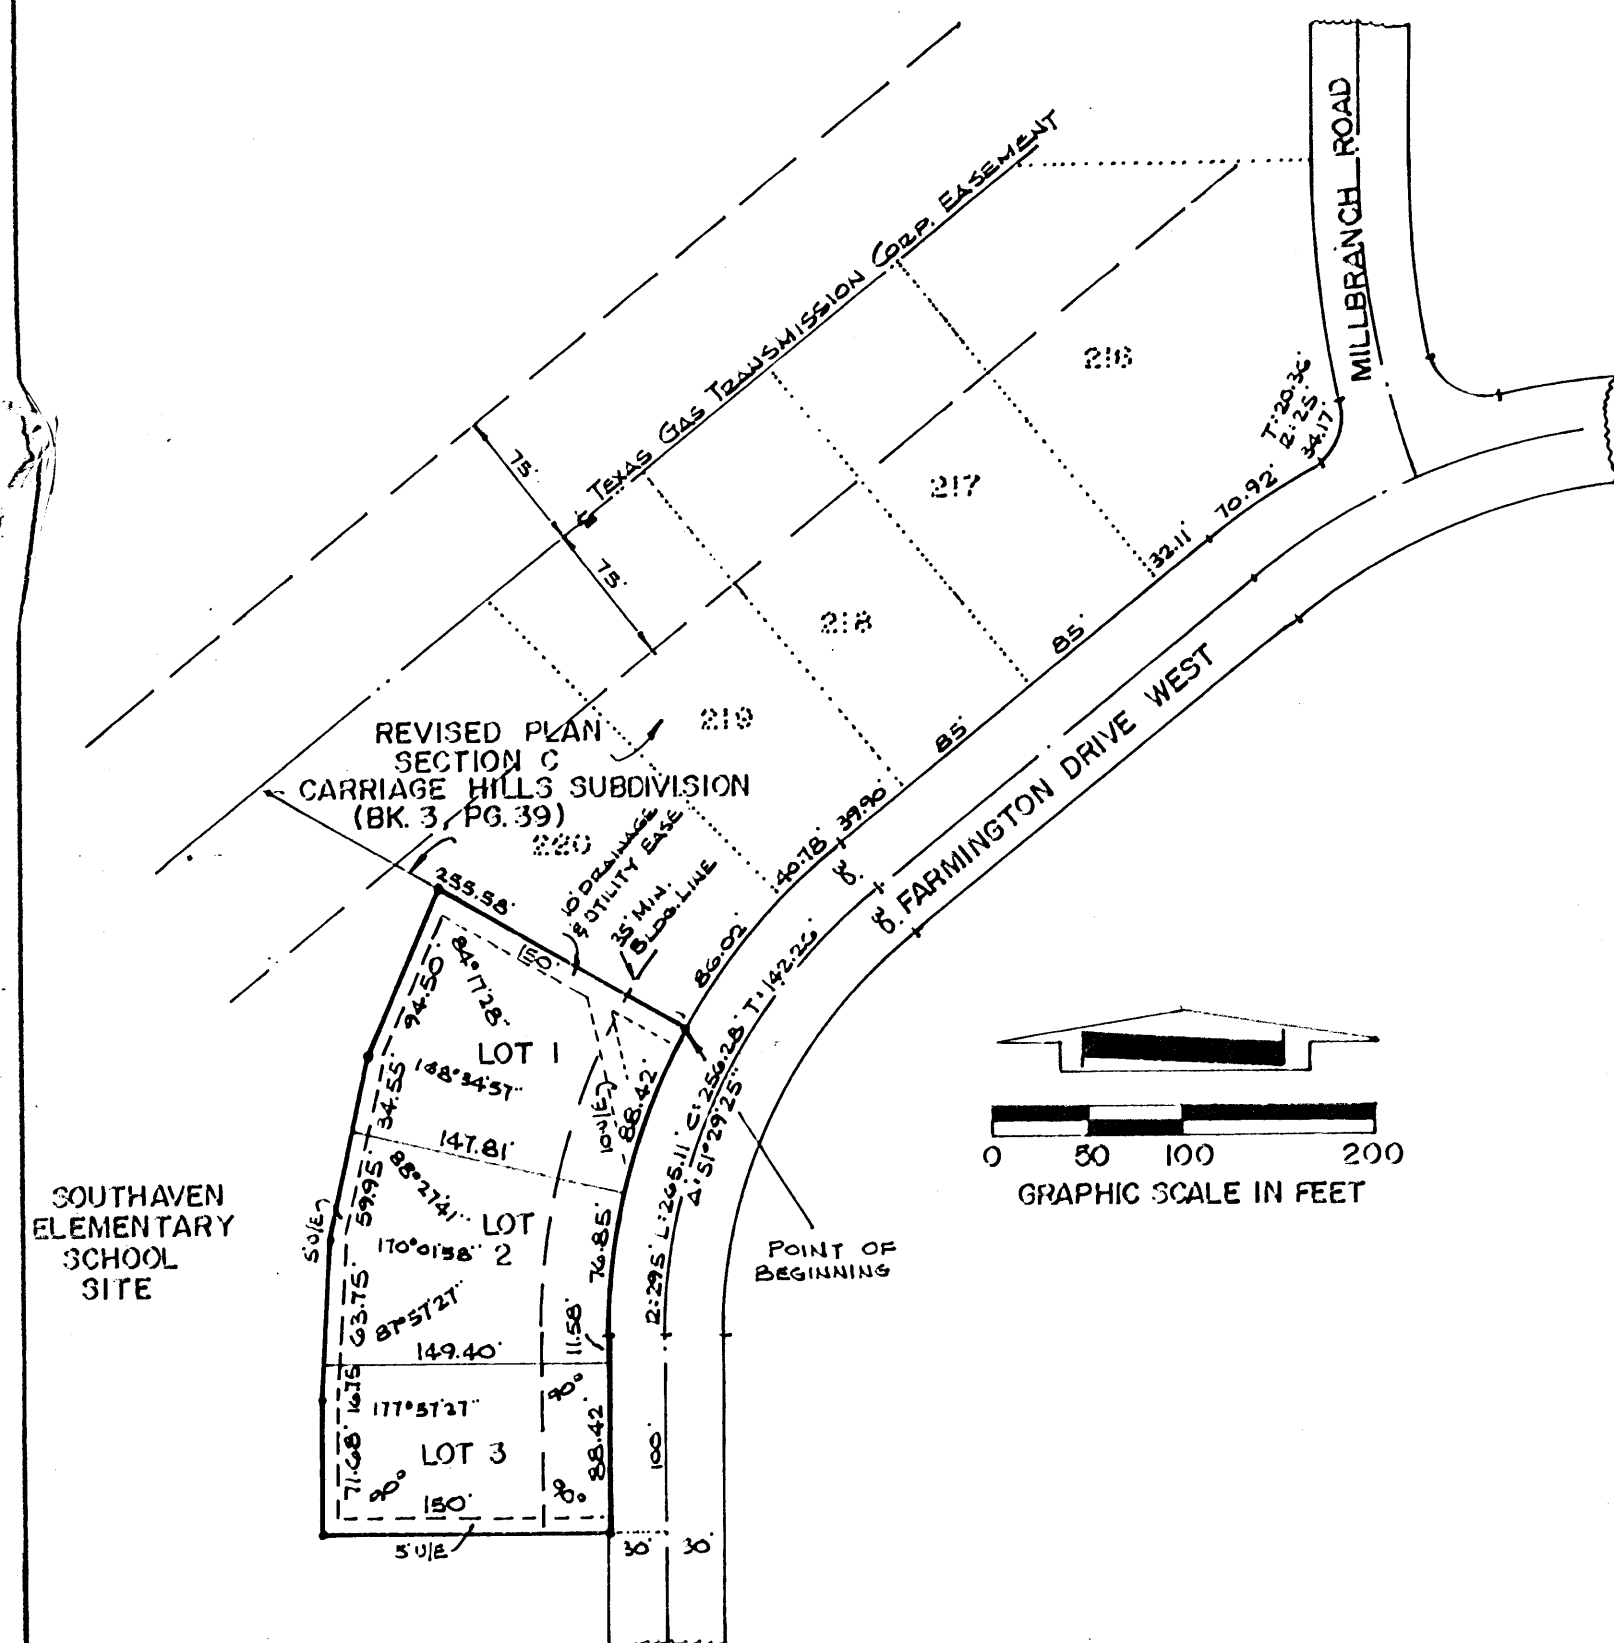 MILLBRANCH ROAD
TEXAS GAS TRANSMISSION CORP. EASEMENT
216
T:20.36'
R:25'
34.17'
70.92'
32.11'
217
75'
75'
218
85'
85'
219
39.90'
40.78'
FARMINGTON DRIVE WEST
REVISED PLAN
SECTION C
CARRIAGE HILLS SUBDIVISION
(BK. 3, PG. 39)
220
10' DRAINAGE
& UTILITY EASE
35' MIN.
BLDG. LINE
255.58'
150'
86.02'
T:142.26'
C:256.28'
L:265.11'
R:295'
Δ:51°29'25"
94.50'
84°17'28"
LOT 1
168°34'37"
34.55'
10' U/E
88.42'
147.81'
88°27'41"
59.95'
LOT
2
170°01'58"
5' U/E
63.75'
87°57'27"
76.85'
11.58'
149.40'
16.75
177°57'27"
90°
LOT 3
71.68'
90°
88.42'
90°
150'
5' U/E
100'
30'
30'
POINT OF
BEGINNING
SOUTHAVEN
ELEMENTARY
SCHOOL
SITE
0 50 100 200
GRAPHIC SCALE IN FEET